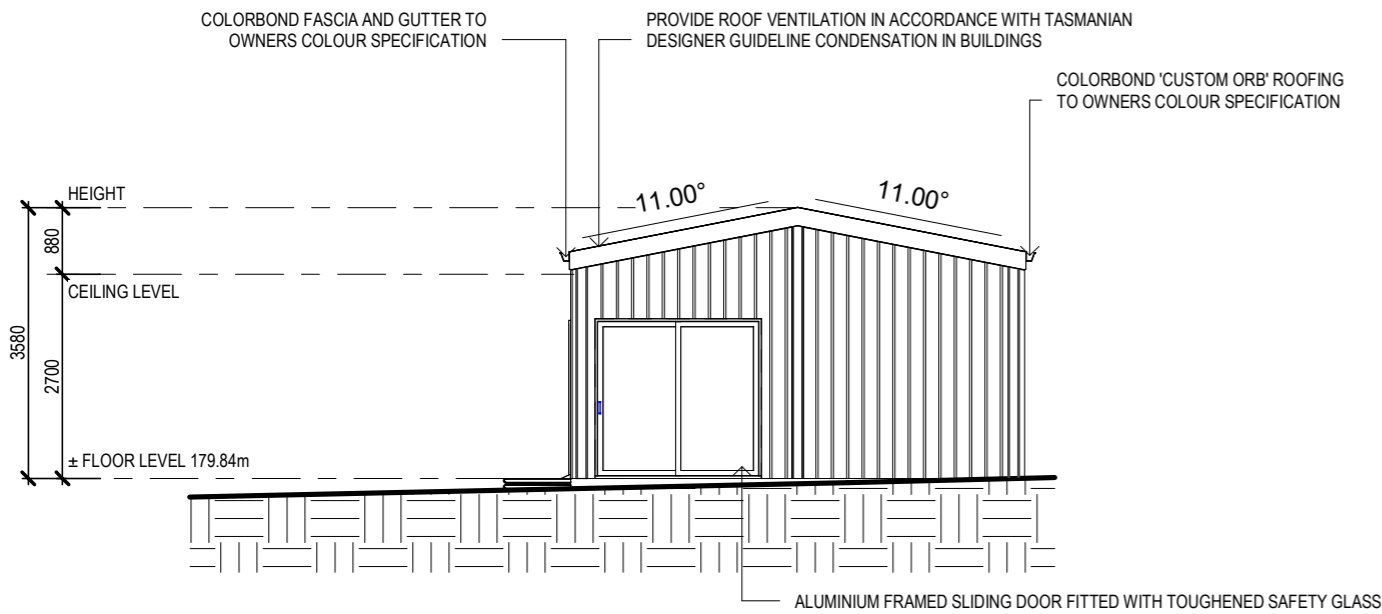 COLORBOND FASCIA AND GUTTER TO
OWNERS COLOUR SPECIFICATION
PROVIDE ROOF VENTILATION IN ACCORDANCE WITH TASMANIAN
DESIGNER GUIDELINE CONDENSATION IN BUILDINGS
COLORBOND 'CUSTOM ORB' ROOFING
TO OWNERS COLOUR SPECIFICATION
HEIGHT
11.00°
11.00°
880
CEILING LEVEL
3580
2700
± FLOOR LEVEL 179.84m
ALUMINIUM FRAMED SLIDING DOOR FITTED WITH TOUGHENED SAFETY GLASS